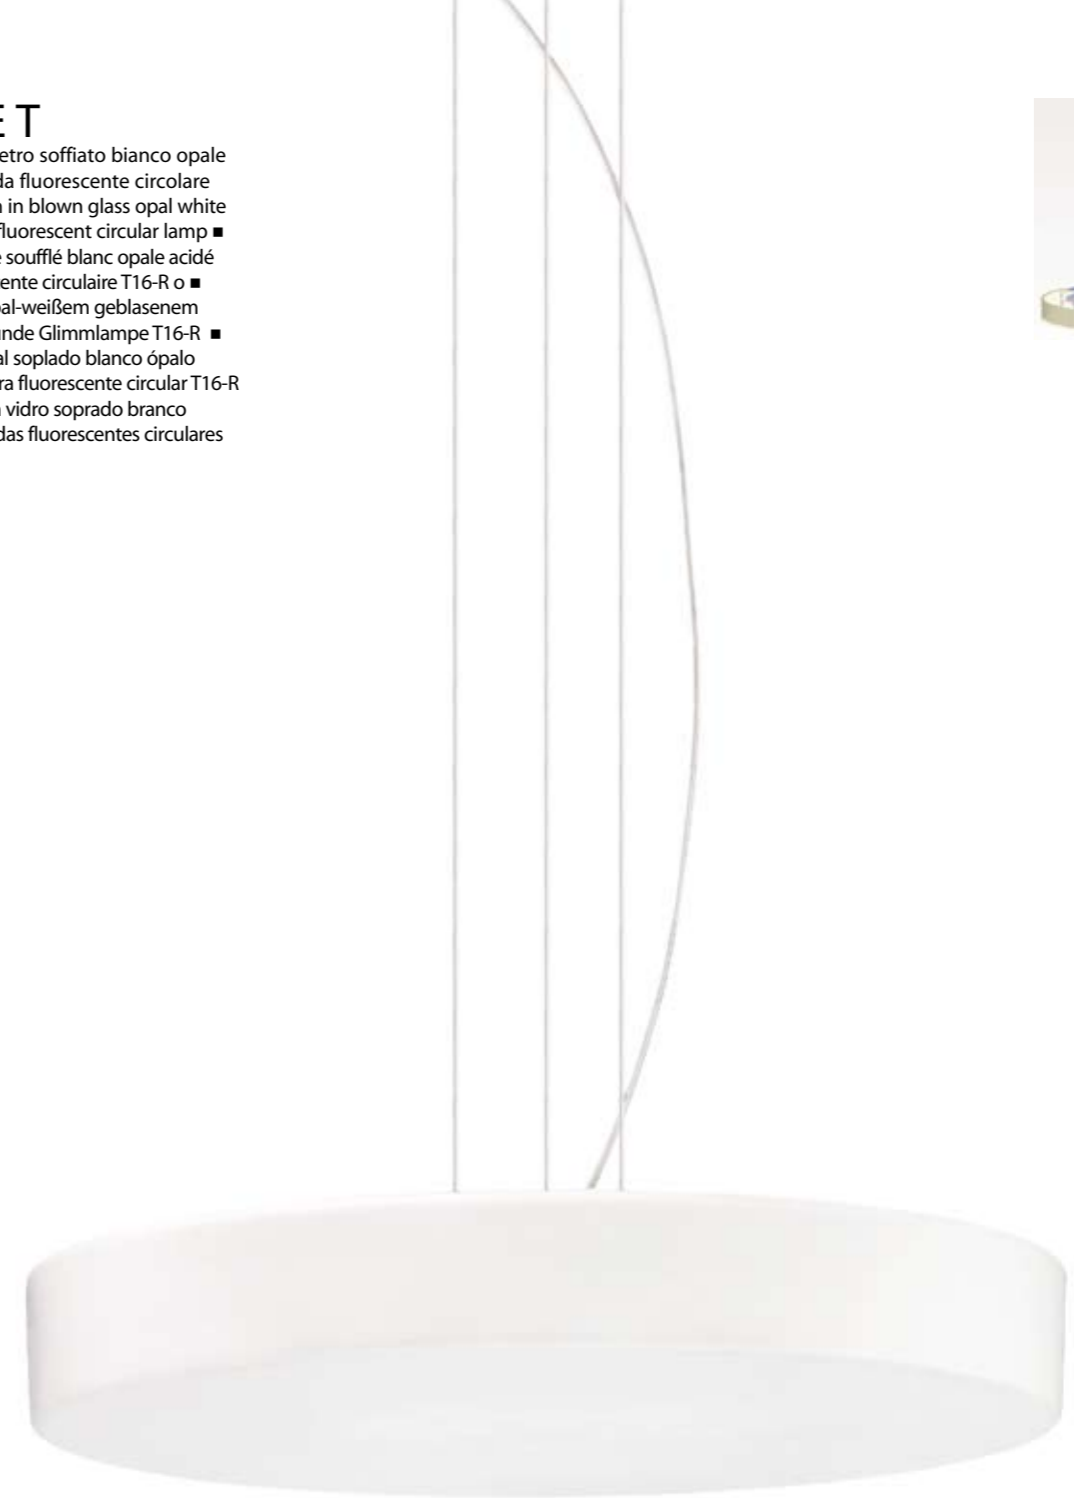 ET
etro soffiato bianco opale
da fluorescente circolare
in blown glass opal white
fluorescent circular lamp ■
soufflé blanc opale acidé
ente circulaire T16-R o ■
al-weißem geblasenem
nde Glimmlampe T16-R ■
al soplado blanco ópalo
ra fluorescente circular T16-R
vidro soprado branco
das fluorescentes circulares